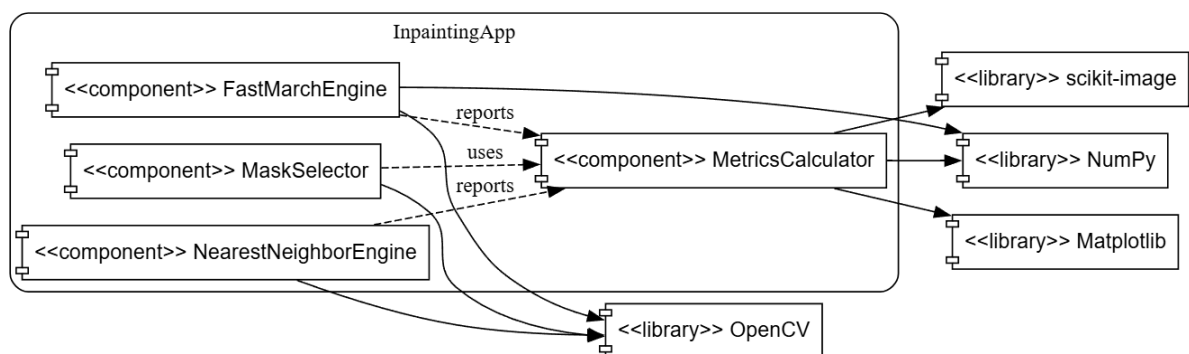 InpaintingApp
<<component>> FastMarchEngine
<<library>> scikit-image
reports
<<component>> MetricsCalculator
<<library>> NumPy
uses
<<component>> MaskSelector
reports
<<library>> Matplotlib
<<component>> NearestNeighborEngine
<<library>> OpenCV